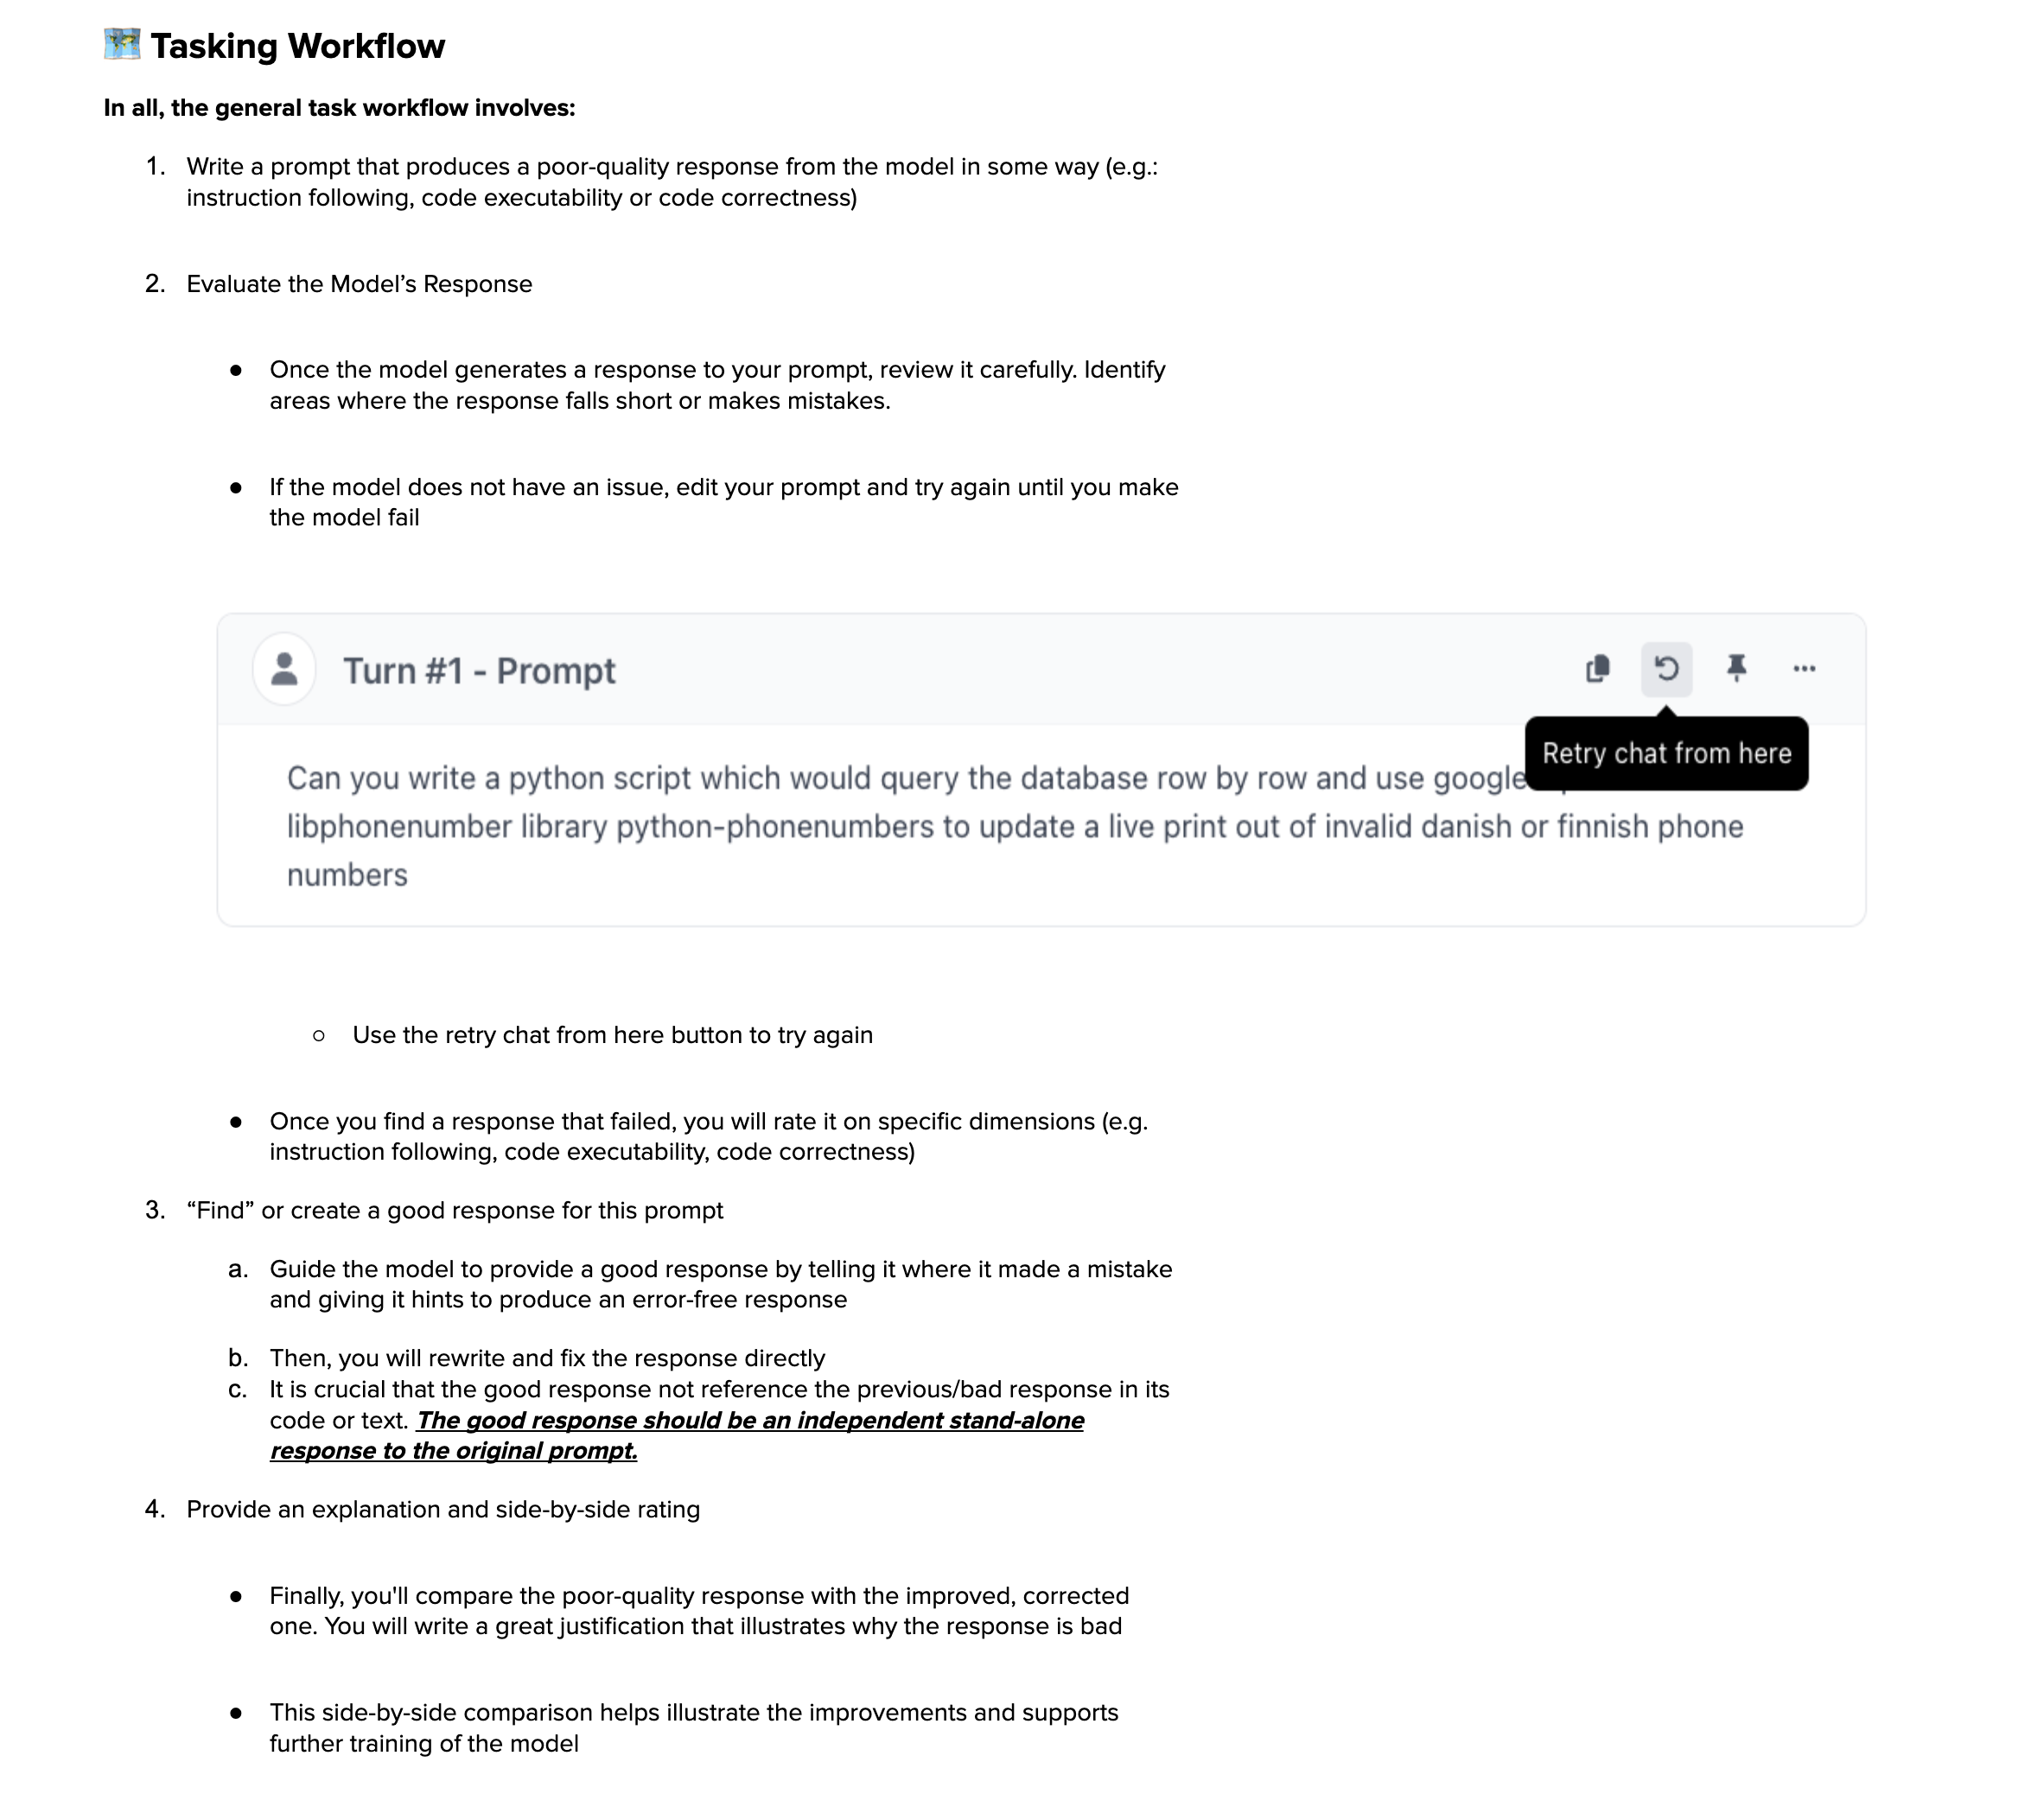 Tasking Workflow
In all, the general task workflow involves:
1. Write a prompt that produces a poor-quality response from the model in some way (e.g.:
instruction following, code executability or code correctness)
2. Evaluate the Model’s Response
● Once the model generates a response to your prompt, review it carefully. Identify
areas where the response falls short or makes mistakes.
● If the model does not have an issue, edit your prompt and try again until you make
the model fail
Turn #1 - Prompt
Retry chat from here
Can you write a python script which would query the database row by row and use google
libphonenumber library python-phonenumbers to update a live print out of invalid danish or finnish phone
numbers
○ Use the retry chat from here button to try again
● Once you find a response that failed, you will rate it on specific dimensions (e.g.
instruction following, code executability, code correctness)
3. “Find” or create a good response for this prompt
a. Guide the model to provide a good response by telling it where it made a mistake
and giving it hints to produce an error-free response
b. Then, you will rewrite and fix the response directly
c. It is crucial that the good response not reference the previous/bad response in its
code or text. The good response should be an independent stand-alone
response to the original prompt.
4. Provide an explanation and side-by-side rating
● Finally, you'll compare the poor-quality response with the improved, corrected
one. You will write a great justification that illustrates why the response is bad
● This side-by-side comparison helps illustrate the improvements and supports
further training of the model